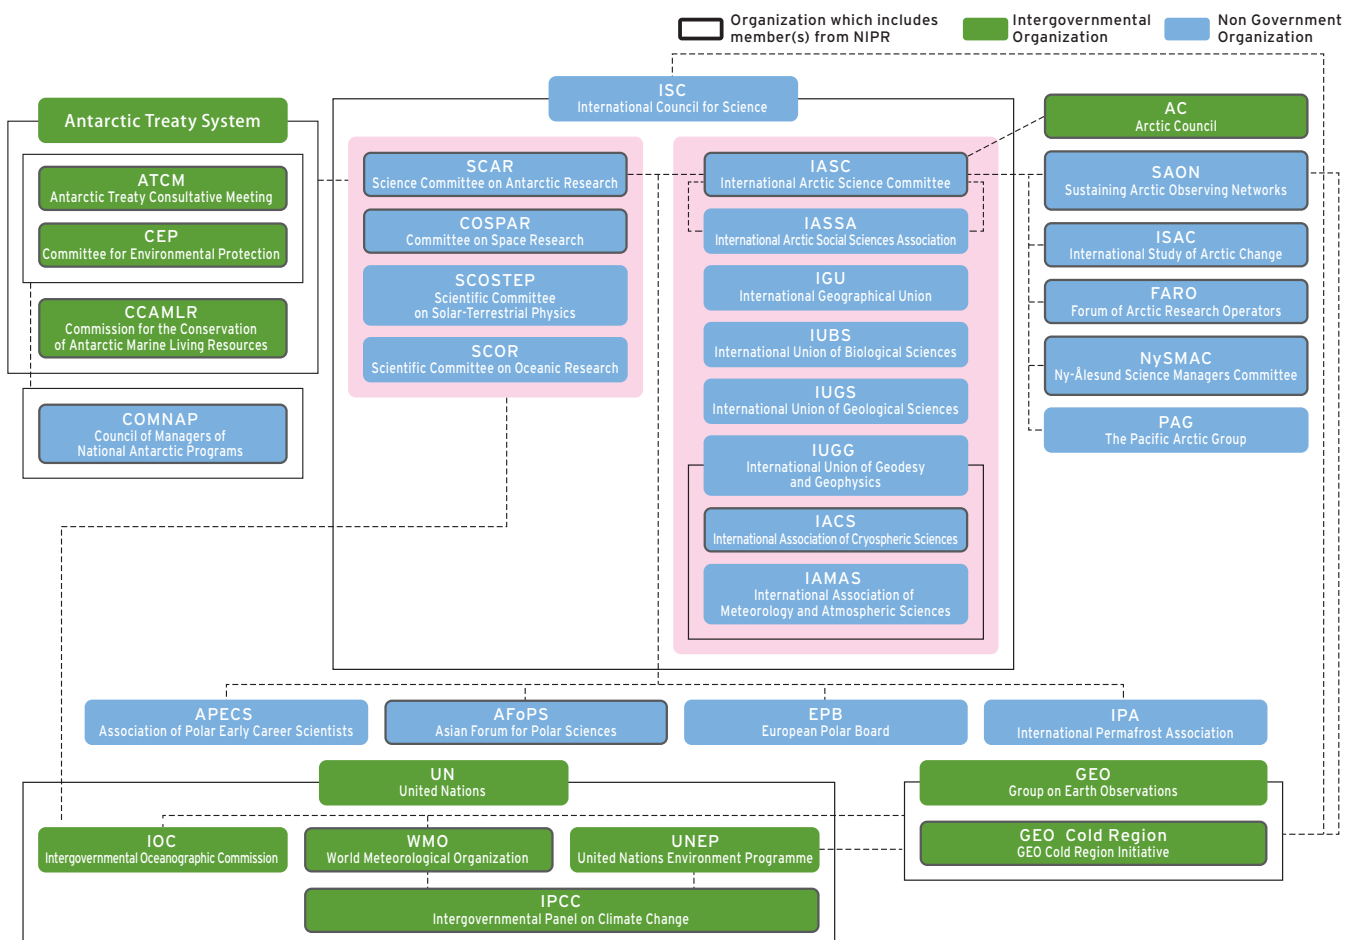 Organization which includes
member(s) from NIPR
Intergovernmental
Organization
Non Government
Organization
ISC
International Council for Science
Antarctic Treaty System
ATCM
Antarctic Treaty Consultative Meeting
CEP
Committee for Environmental Protection
CCAMLR
Commission for the Conservation
of Antarctic Marine Living Resources
COMNAP
Council of Managers of
National Antarctic Programs
SCAR
Science Committee on Antarctic Research
COSPAR
Committee on Space Research
SCOSTEP
Scientific Committee
on Solar-Terrestrial Physics
SCOR
Scientific Committee on Oceanic Research
IASC
International Arctic Science Committee
IASSA
International Arctic Social Sciences Association
IGU
International Geographical Union
IUBS
International Union of Biological Sciences
IUGS
International Union of Geological Sciences
IUGG
International Union of Geodesy
and Geophysics
IACS
International Association of Cryospheric Sciences
IAMAS
International Association of
Meteorology and Atmospheric Sciences
AC
Arctic Council
SAON
Sustaining Arctic Observing Networks
ISAC
International Study of Arctic Change
FARO
Forum of Arctic Research Operators
NySMAC
Ny-Ålesund Science Managers Committee
PAG
The Pacific Arctic Group
APECS
Association of Polar Early Career Scientists
AFoPS
Asian Forum for Polar Sciences
EPB
European Polar Board
IPA
International Permafrost Association
UN
United Nations
IOC
Intergovernmental Oceanographic Commission
WMO
World Meteorological Organization
UNEP
United Nations Environment Programme
IPCC
Intergovernmental Panel on Climate Change
GEO
Group on Earth Observations
GEO Cold Region
GEO Cold Region Initiative